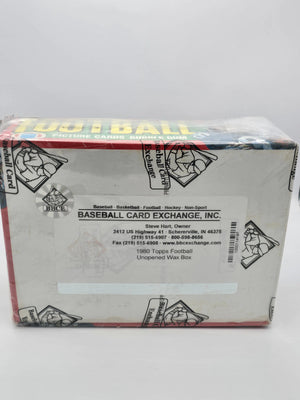 FOOTBALL
PICTURE CARDS BUBBLE GUM
Baseball Card
Exchange
BBCE
Baseball · Basketball · Football · Hockey · Non-Sport
BASEBALL CARD EXCHANGE, INC.
Steve Hart, Owner
2412 US Highway 41 · Schererville, IN 46375
(219) 515-6907 · 800-598-8656
Fax (219) 515-6908 · www.bbcexchange.com
1980 Topps Football
Unopened Wax Box